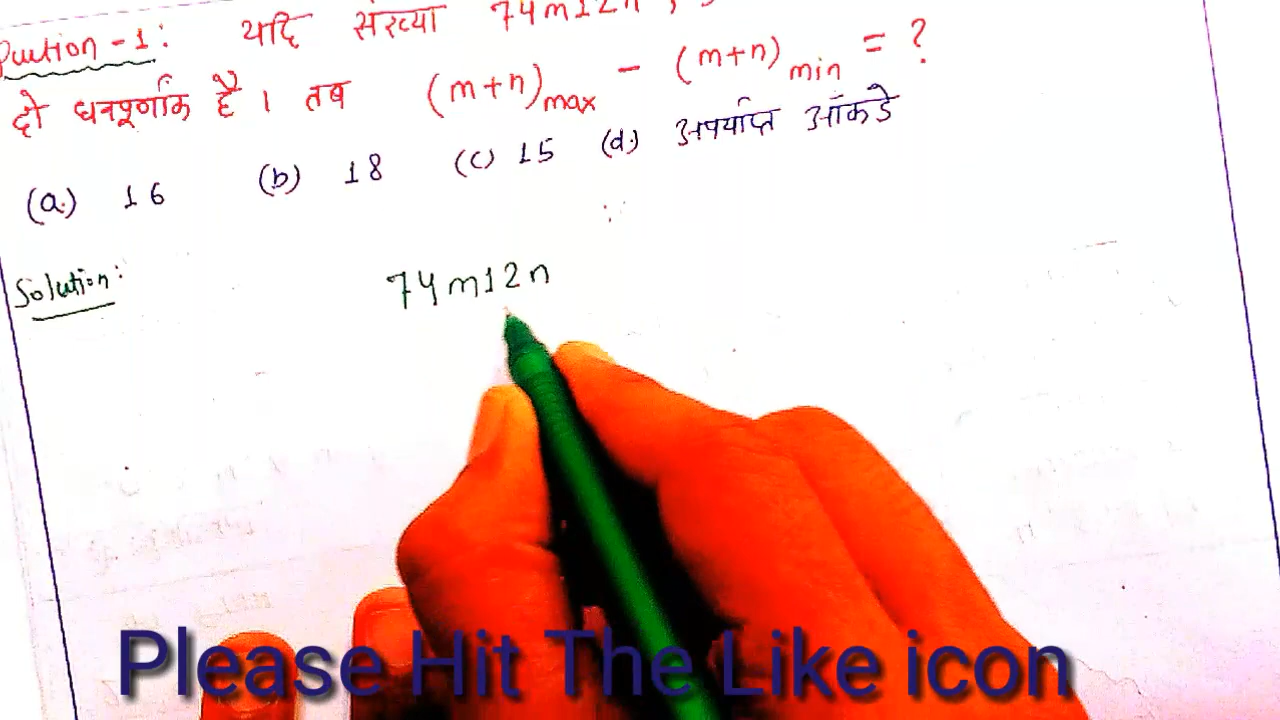 Qustion - 1: यदि संख्या 74m12n ,
दो धनपूर्णांक है । तब (m+n)max - (m+n)min = ?
(a.) 16 (b) 18 (c) 15 (d.) अपर्याप्त आँकडे
Solution:
74m12n
Please Hit The Like icon